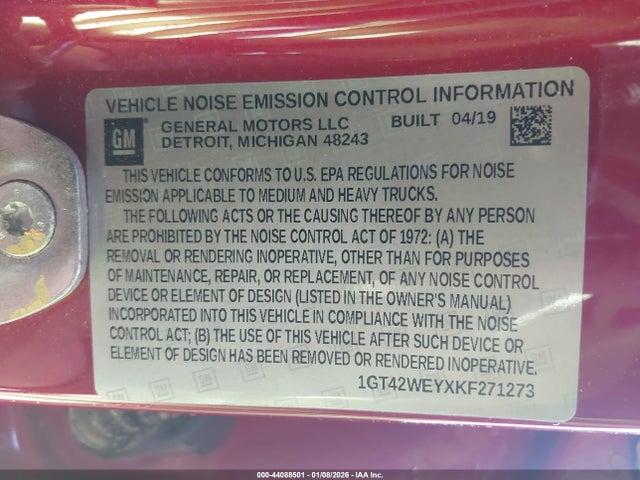 VEHICLE NOISE EMISSION CONTROL INFORMATION
GM GENERAL MOTORS LLC BUILT 04/19
DETROIT, MICHIGAN 48243
THIS VEHICLE CONFORMS TO U.S. EPA REGULATIONS FOR NOISE
EMISSION APPLICABLE TO MEDIUM AND HEAVY TRUCKS.
THE FOLLOWING ACTS OR THE CAUSING THEREOF BY ANY PERSON
ARE PROHIBITED BY THE NOISE CONTROL ACT OF 1972: (A) THE
REMOVAL OR RENDERING INOPERATIVE, OTHER THAN FOR PURPOSES
OF MAINTENANCE, REPAIR, OR REPLACEMENT, OF ANY NOISE CONTROL
DEVICE OR ELEMENT OF DESIGN (LISTED IN THE OWNER'S MANUAL)
INCORPORATED INTO THIS VEHICLE IN COMPLIANCE WITH THE NOISE
CONTROL ACT; (B) THE USE OF THIS VEHICLE AFTER SUCH DEVICE OR
ELEMENT OF DESIGN HAS BEEN REMOVED OR RENDERED INOPERATIVE.
1GT42WEYXKF271273
000-44088501 - 01/08/2026 - IAA Inc.